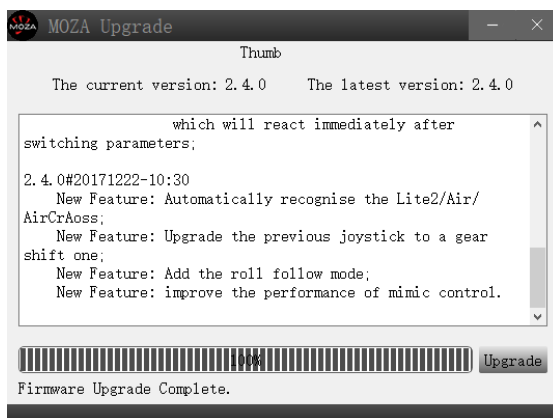 MOZA MOZA Upgrade
Thumb
The current version: 2.4.0 The latest version: 2.4.0
which will react immediately after
switching parameters;
2.4.0#20171222-10:30
New Feature: Automatically recognise the Lite2/Air/
AirCrAoss;
New Feature: Upgrade the previous joystick to a gear
shift one;
New Feature: Add the roll follow mode;
New Feature: improve the performance of mimic control.
100% Upgrade
Firmware Upgrade Complete.